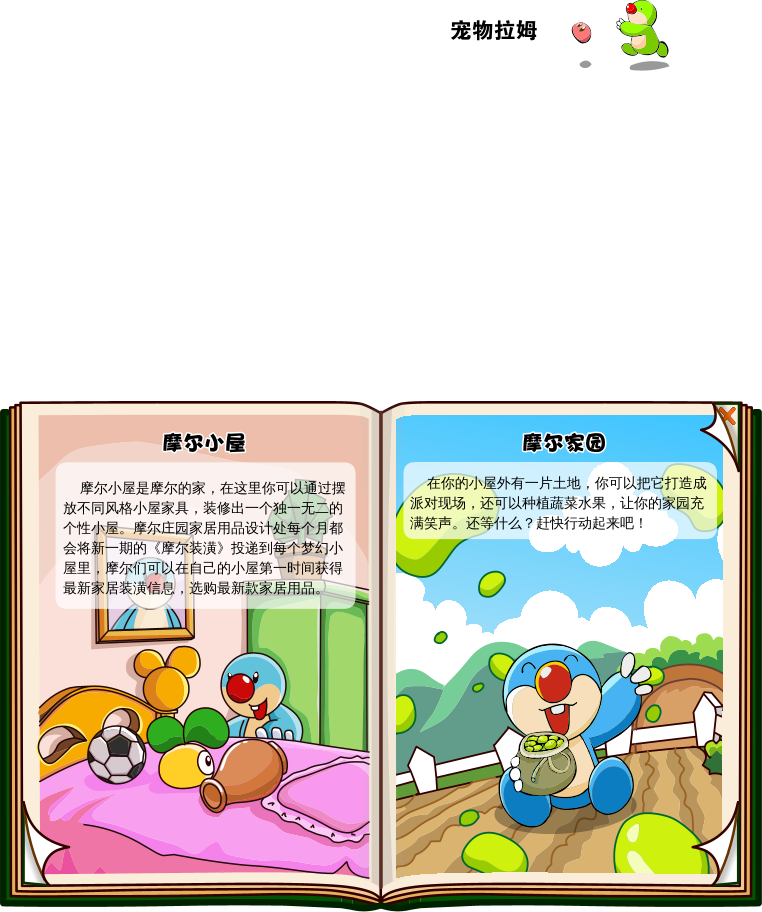 宠物拉姆
摩尔小屋
摩尔小屋是摩尔的家，在这里你可以通过摆
放不同风格小屋家具，装修出一个独一无二的
个性小屋。摩尔庄园家居用品设计处每个月都
会将新一期的《摩尔装潢》投递到每个梦幻小
屋里，摩尔们可以在自己的小屋第一时间获得
最新家居装潢信息，选购最新款家居用品。
摩尔家园
在你的小屋外有一片土地，你可以把它打造成
派对现场，还可以种植蔬菜水果，让你的家园充
满笑声。还等什么？赶快行动起来吧！